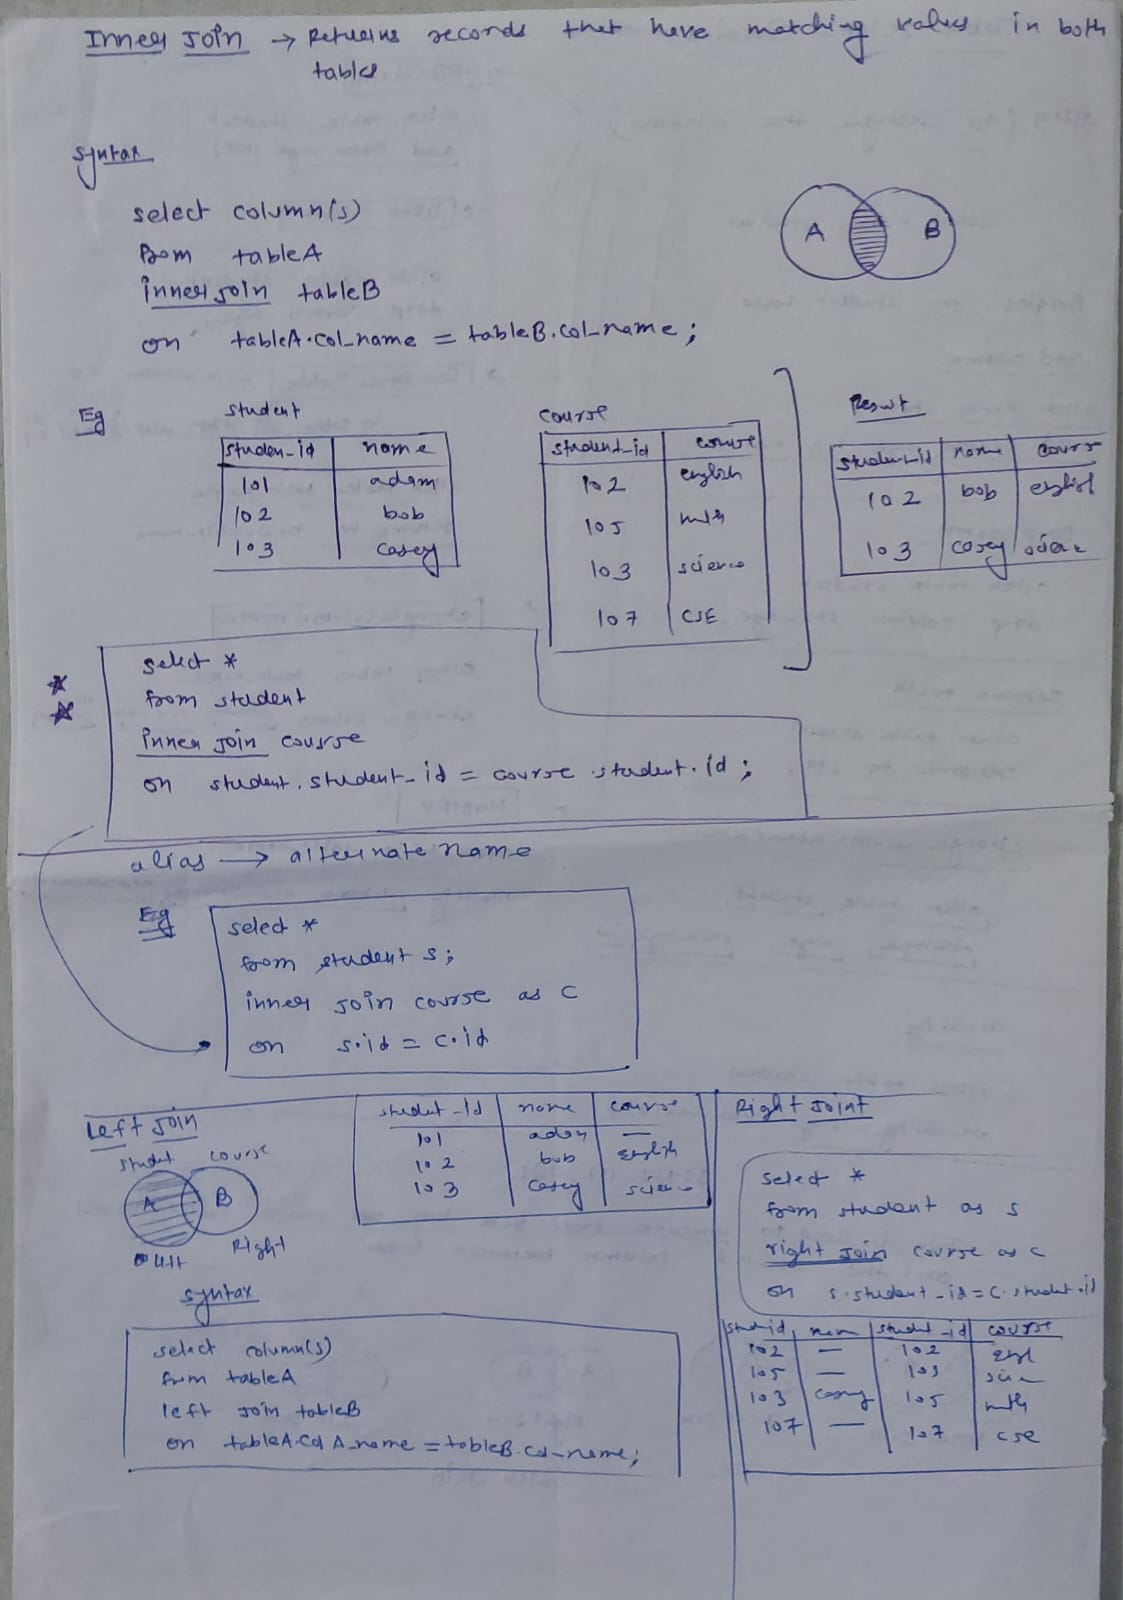 Inner Join → Returns records that have matching values in both
tables
Syntax
select column(s)
from tableA
inner join tableB
on tableA.col_name = tableB.col_name;
A B
Eg
student
studen_id name
101 adam
102 bob
103 casey
course
student_id course
102 english
105 math
103 science
107 CSE
Result
student_id name course
102 bob english
103 casey science
select *
from student
inner join course
on student.student_id = course.student.id;
alias → alternate name
Eg
select *
from student s;
inner join course as c
on s.id = c.id
Left Join
student course
A B
left Right
student_id name course
101 adam —
102 bob english
103 casey science
syntax
select column(s)
from tableA
left join tableB
on tableA.col A_name = tableB.col_name;
Right Joint
select *
from student as s
right join course as c
on s.student_id = c.student.id
studid nam student_id course
102 — 102 engl
105 — 103 scien
103 casey 105 mth
107 — 107 cse